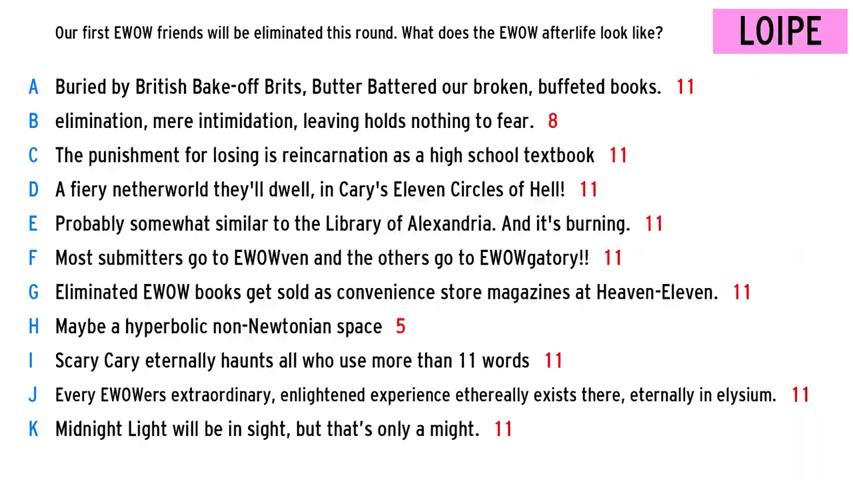 Our first EWOW friends will be eliminated this round. What does the EWOW afterlife look like?
LOIPE
A Buried by British Bake-off Brits, Butter Battered our broken, buffeted books. 11
B elimination, mere intimidation, leaving holds nothing to fear. 8
C The punishment for losing is reincarnation as a high school textbook 11
D A fiery netherworld they'll dwell, in Cary's Eleven Circles of Hell! 11
E Probably somewhat similar to the Library of Alexandria. And it's burning. 11
F Most submitters go to EWOWven and the others go to EWOWgatory!! 11
G Eliminated EWOW books get sold as convenience store magazines at Heaven-Eleven. 11
H Maybe a hyperbolic non-Newtonian space 5
I Scary Cary eternally haunts all who use more than 11 words 11
J Every EWOWers extraordinary, enlightened experience ethereally exists there, eternally in elysium. 11
K Midnight Light will be in sight, but that’s only a might. 11